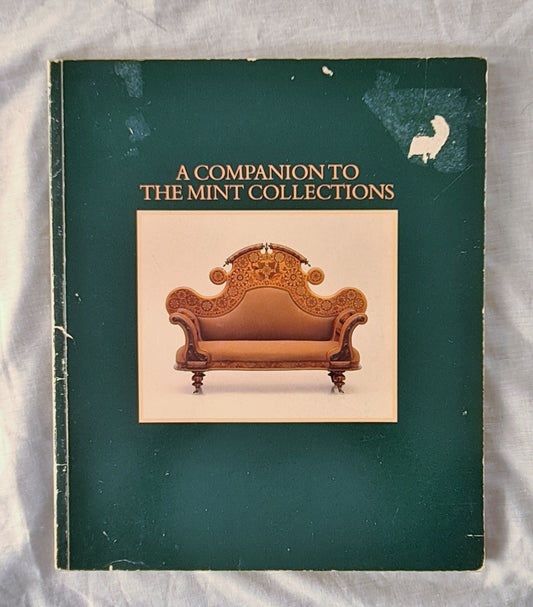 A COMPANION TO
THE MINT COLLECTIONS